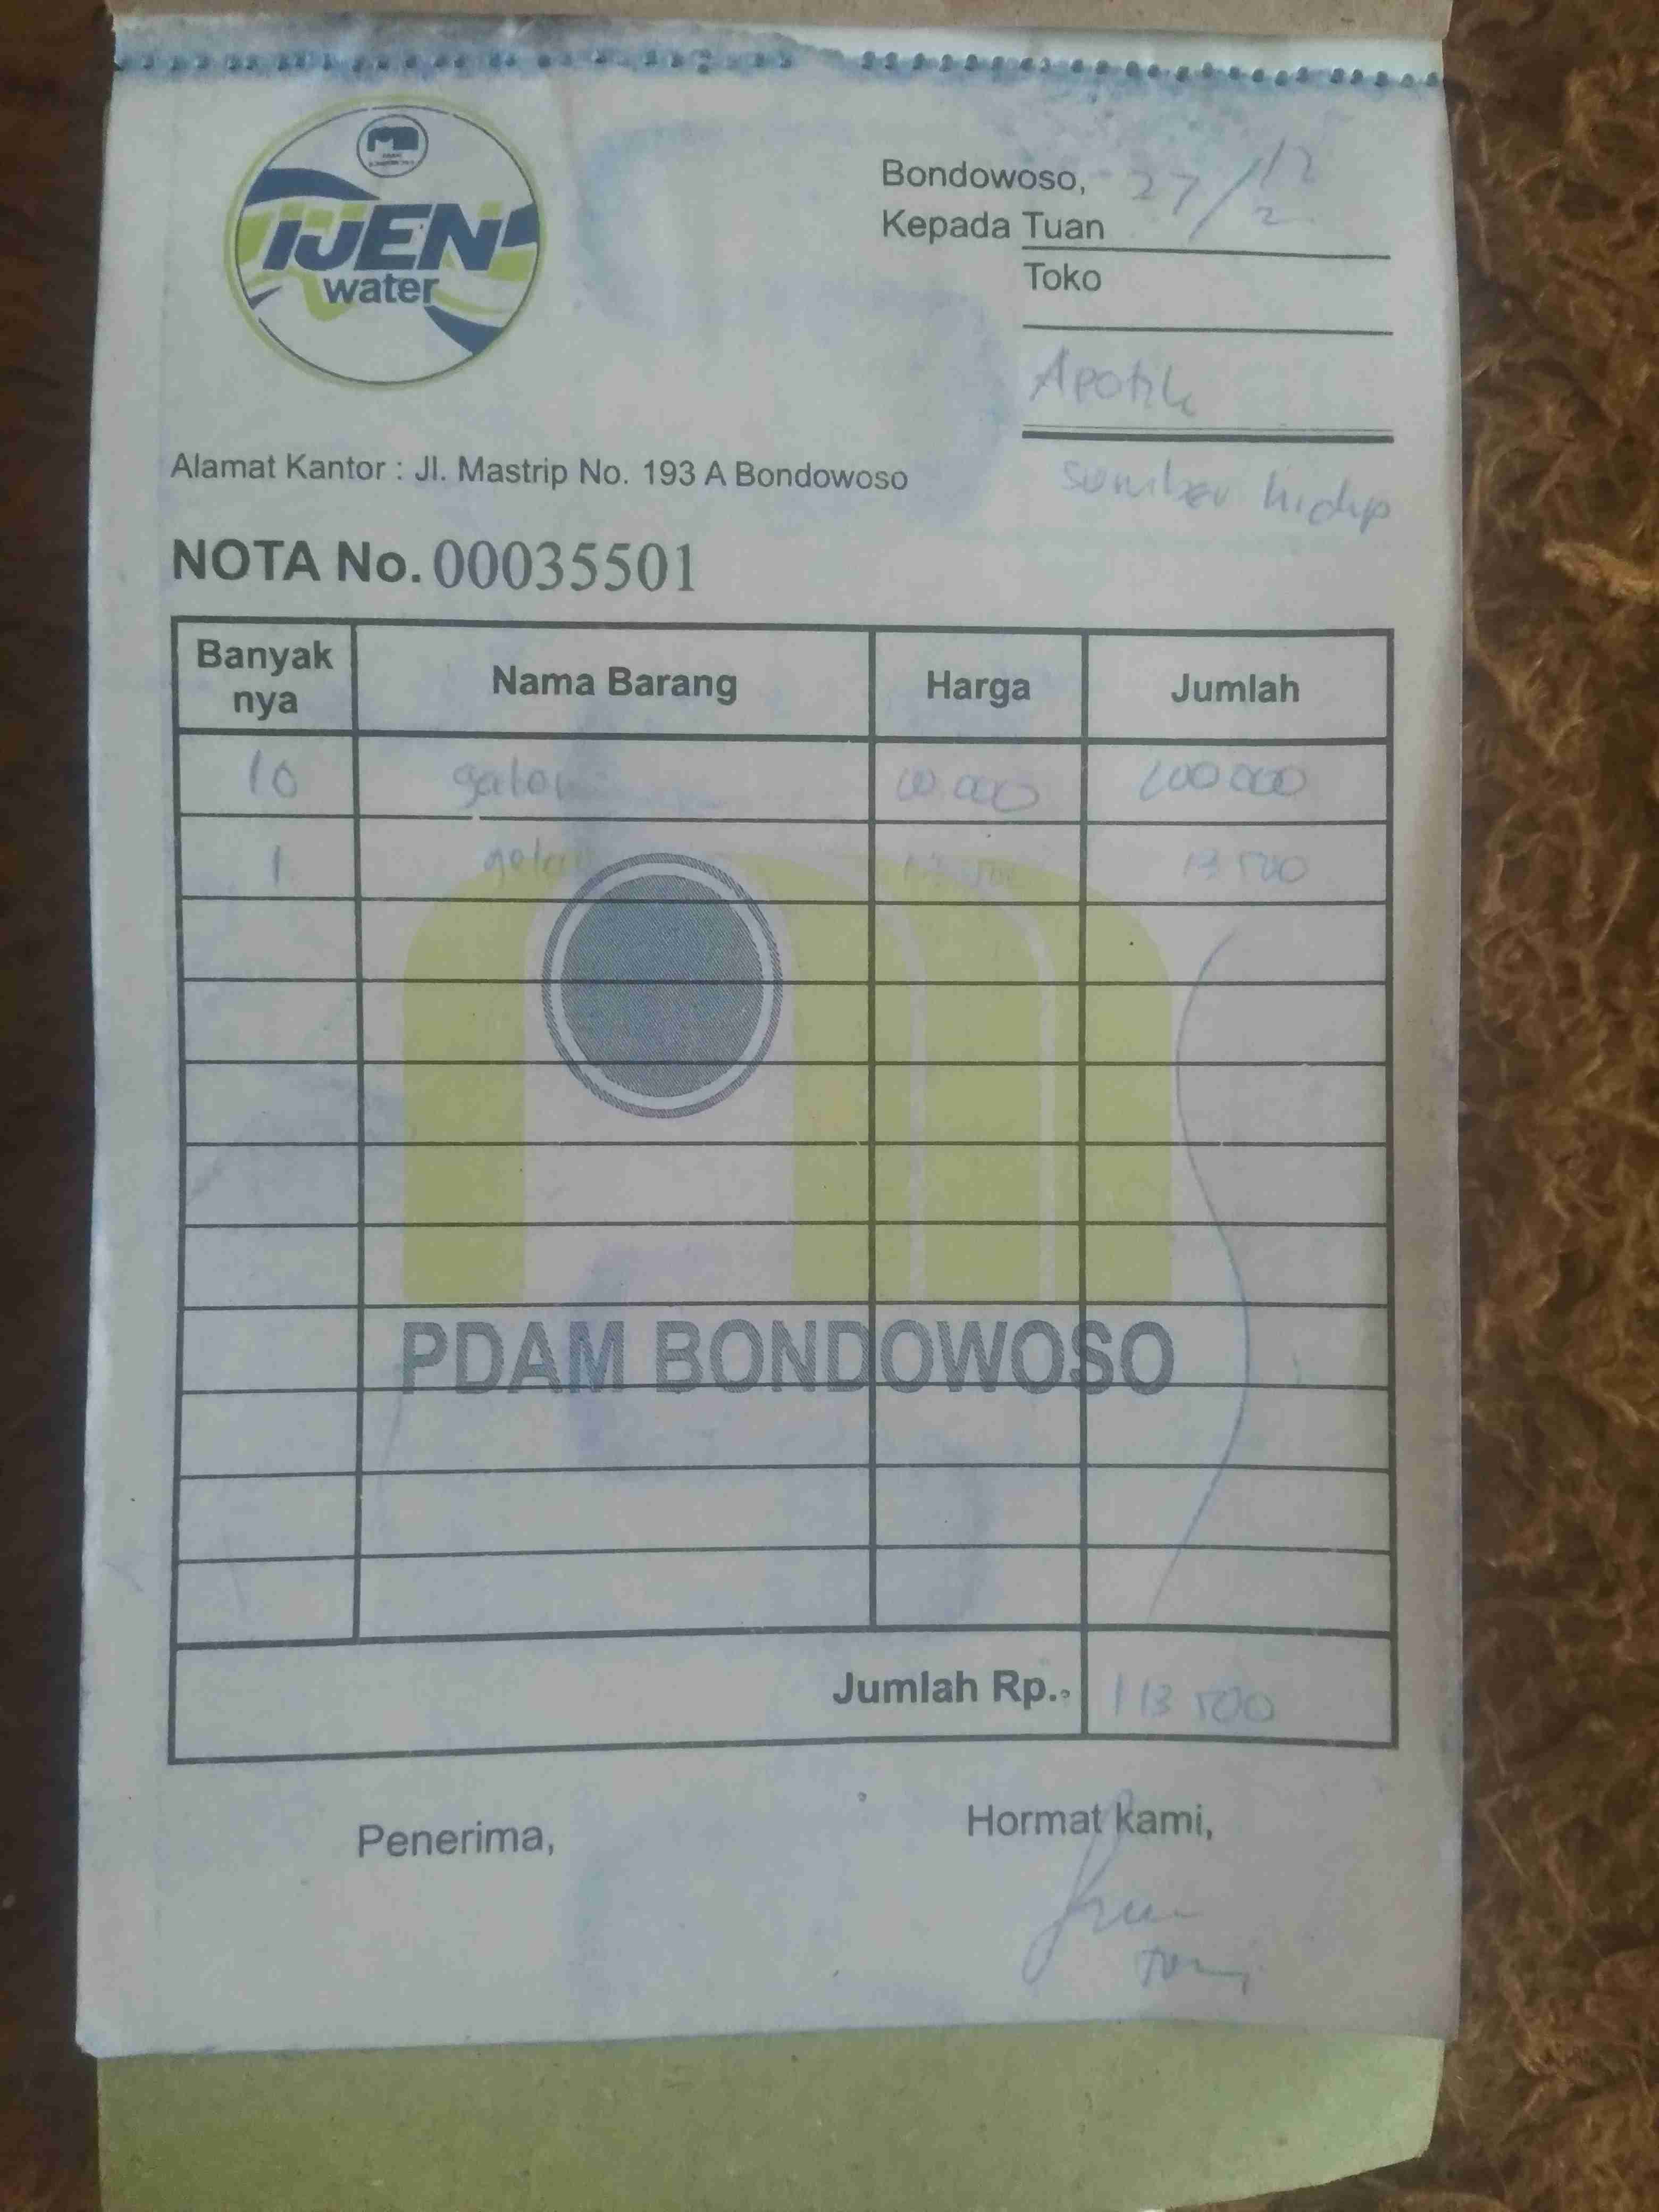 IJEN
water
Bondowoso, 27/12
2
Kepada Tuan
Toko
Apotik
sumber hidup
Alamat Kantor : Jl. Mastrip No. 193 A Bondowoso
NOTA No. 00035501
Banyak nya Nama Barang Harga Jumlah
10 galon 10.000 100 000
1 galon 13 500 13 500
PDAM BONDOWOSO
Jumlah Rp. 113 500
Penerima, Hormat kami,